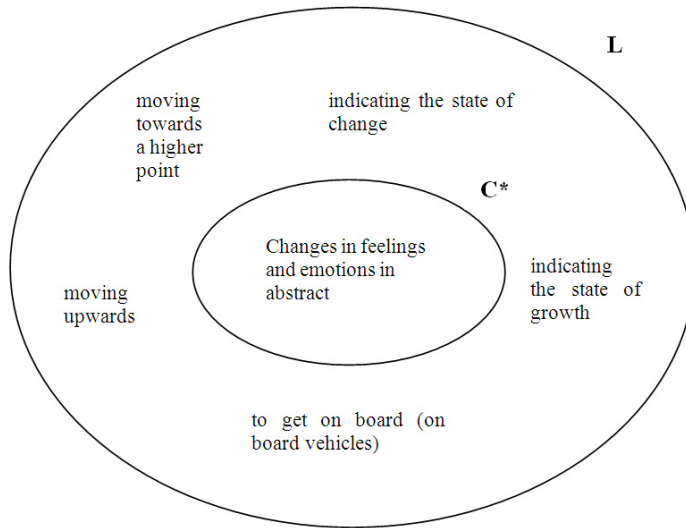 L
moving
towards
a higher
point
indicating the state of
change
C*
Changes in feelings
and emotions in
abstract
indicating
the state of
growth
moving
upwards
to get on board (on
board vehicles)